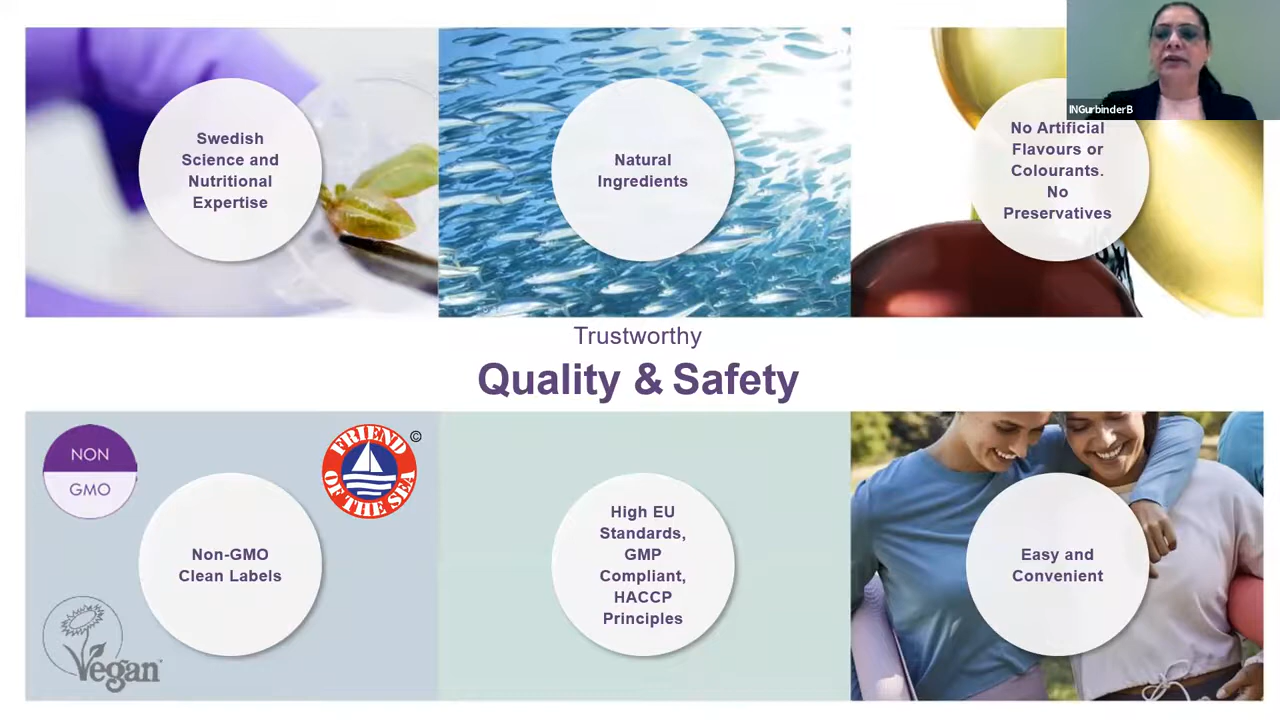 Swedish
Science and
Nutritional
Expertise
Natural
Ingredients
No Artificial
Flavours or
Colourants.
No
Preservatives
INGurbinderB
Trustworthy
Quality & Safety
NON
GMO
FRIEND
OF THE SEA
©
Non-GMO
Clean Labels
Vegan
High EU
Standards,
GMP
Compliant,
HACCP
Principles
Easy and
Convenient